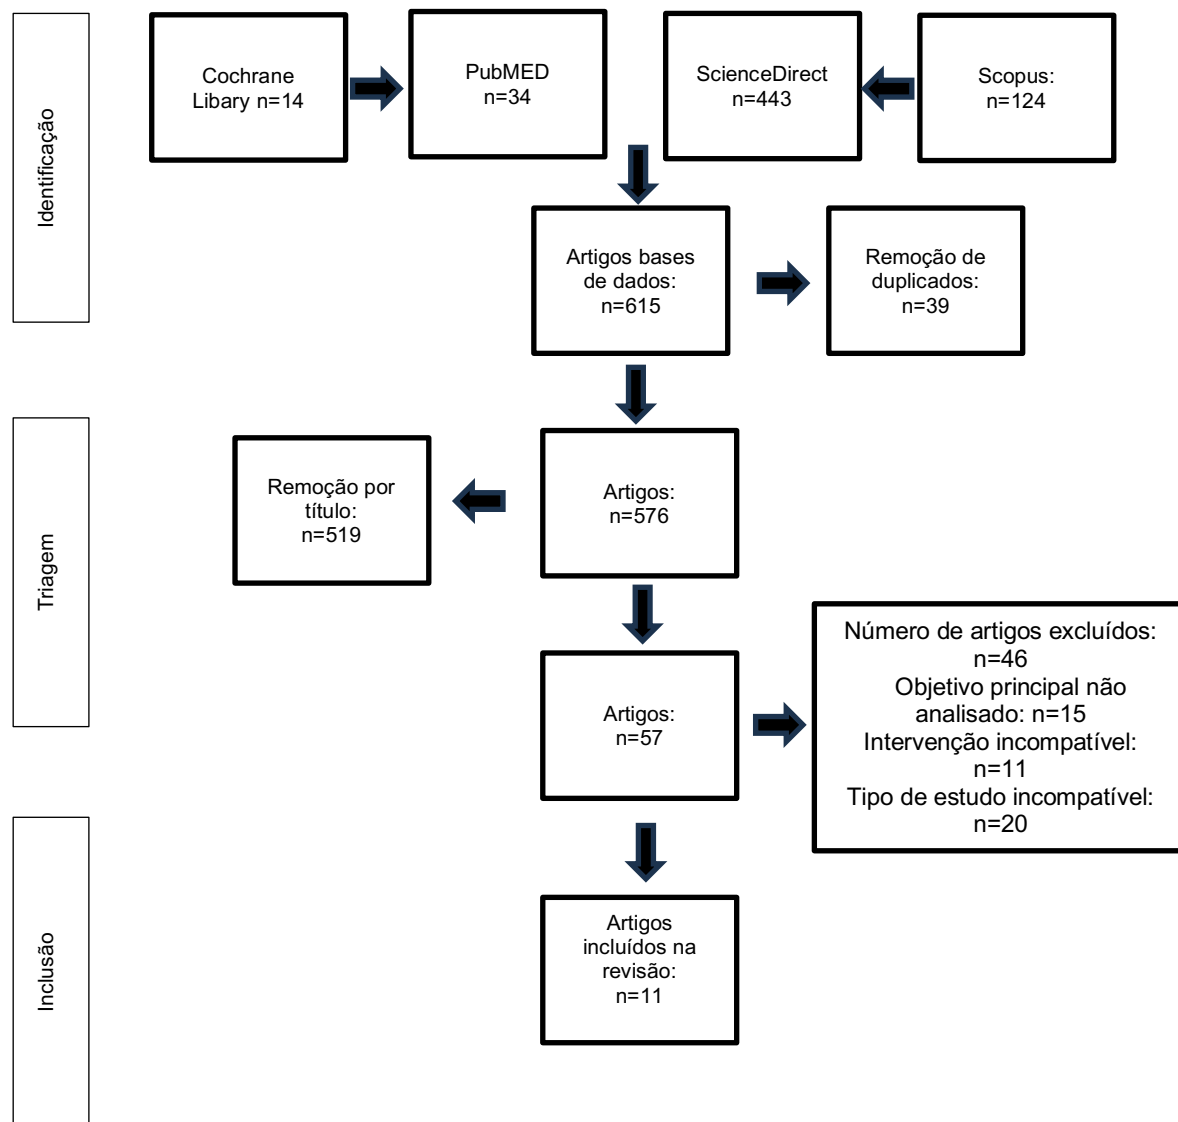 Identificação
Cochrane
Libary n=14
PubMED
n=34
ScienceDirect
n=443
Scopus:
n=124
Artigos bases
de dados:
n=615
Remoção de
duplicados:
n=39
Triagem
Remoção por
título:
n=519
Artigos:
n=576
Artigos:
n=57
Número de artigos excluídos:
n=46
Objetivo principal não
analisado: n=15
Intervenção incompatível:
n=11
Tipo de estudo incompatível:
n=20
Inclusão
Artigos
incluídos na
revisão:
n=11